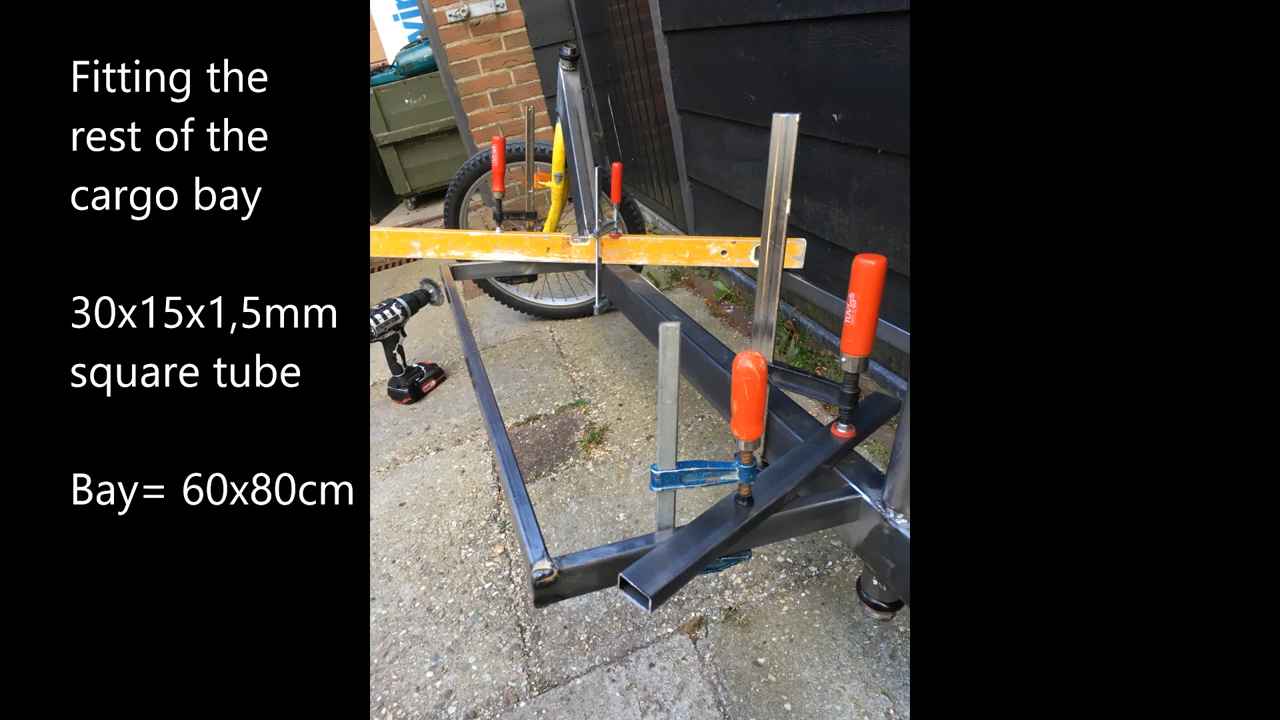 Fitting the
rest of the
cargo bay
30x15x1,5mm
square tube
Bay= 60x80cm